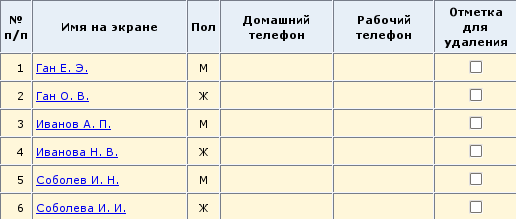 № п/п Имя на экране Пол Домашний телефон Рабочий телефон Отметка для удаления
1 Ган Е. Э. М
2 Ган О. В. Ж
3 Иванов А. П. М
4 Иванова Н. В. Ж
5 Соболев И. Н. М
6 Соболева И. И. Ж